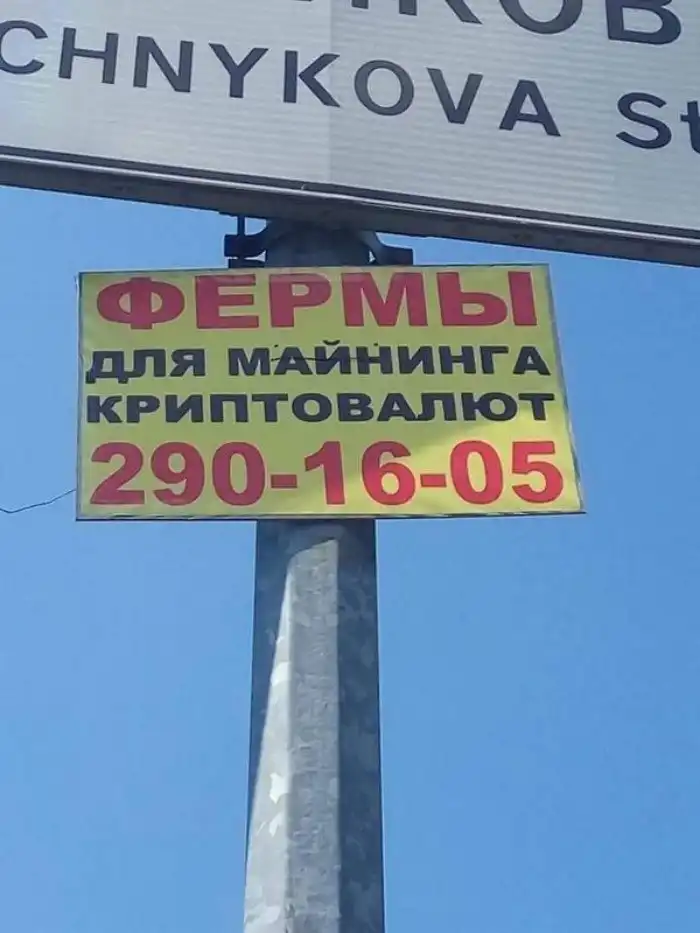 CHNYKOVA St
ФЕРМЫ
ДЛЯ МАЙНИНГА
КРИПТОВАЛЮТ
290-16-05